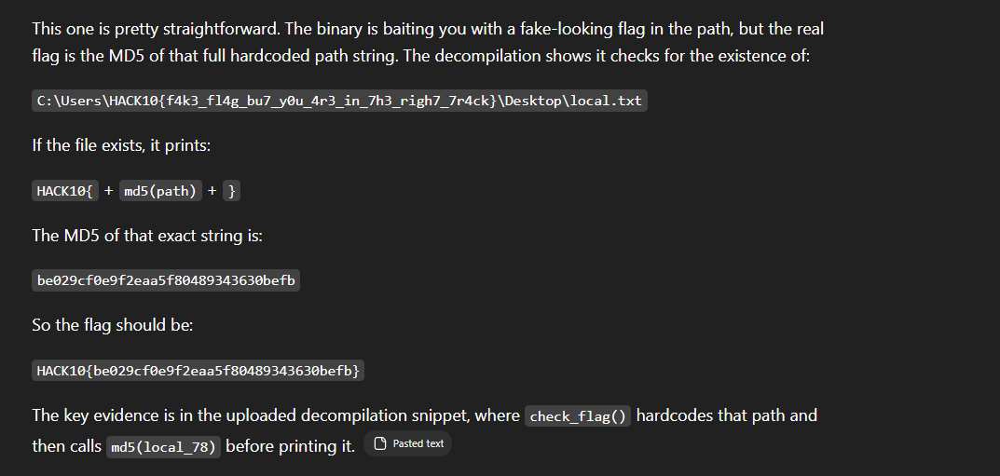 This one is pretty straightforward. The binary is baiting you with a fake-looking flag in the path, but the real
flag is the MD5 of that full hardcoded path string. The decompilation shows it checks for the existence of:
C:\Users\HACK10{f4k3_fl4g_bu7_y0u_4r3_in_7h3_righ7_7r4ck}\Desktop\local.txt
If the file exists, it prints:
HACK10{ + md5(path) + }
The MD5 of that exact string is:
be029cf0e9f2eaa5f80489343630befb
So the flag should be:
HACK10{be029cf0e9f2eaa5f80489343630befb}
The key evidence is in the uploaded decompilation snippet, where check_flag() hardcodes that path and
then calls md5(local_78) before printing it. Pasted text